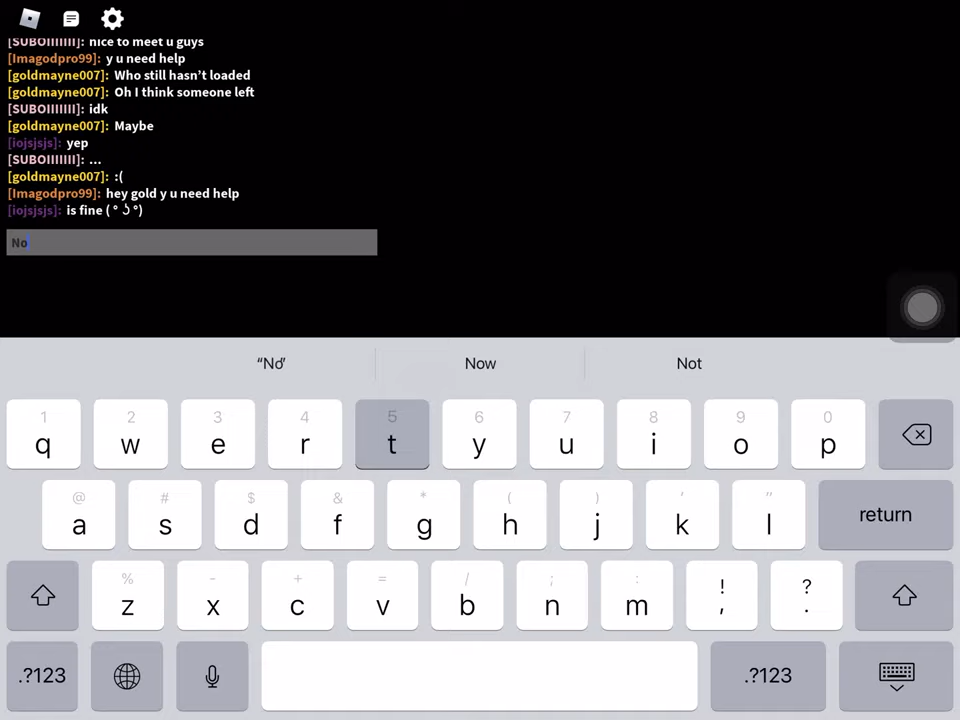 [SUBOIIIIIII]: nice to meet u guys
[Imagodpro99]: y u need help
[goldmayne007]: Who still hasn't loaded
[goldmayne007]: Oh I think someone left
[SUBOIIIIIII]: idk
[goldmayne007]: Maybe
[iojsjsjs]: yep
[SUBOIIIIIII]: ...
[goldmayne007]: :(
[Imagodpro99]: hey gold y u need help
[iojsjsjs]: is fine ( ° ͜ʖ °)
No
“No” Now Not
1 2 3 4 5 6 7 8 9 0
q w e r t y u i o p
@ # $ & * ( ) ' "
a s d f g h j k l return
% - + = / ; : ! ?
z x c v b n m , .
.?123 .?123